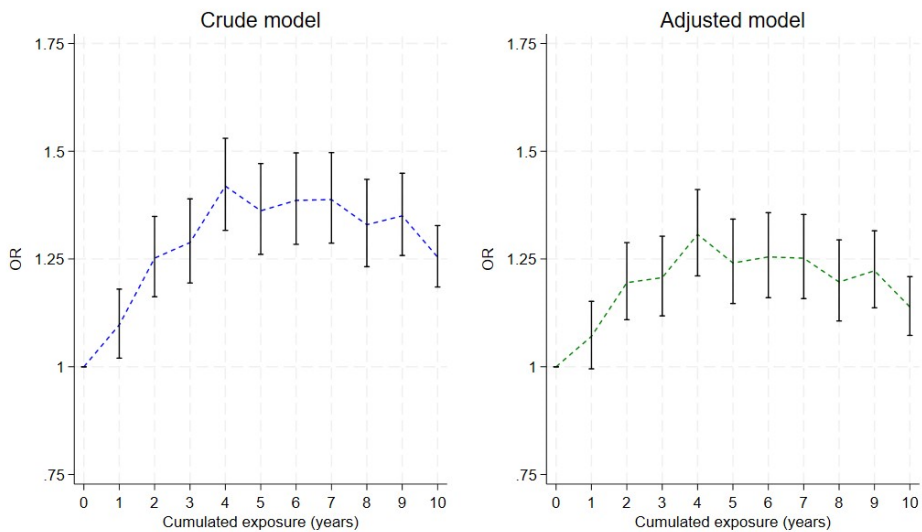 Crude model
1.75
1.5
1.25
1
.75
OR
0 1 2 3 4 5 6 7 8 9 10
Cumulated exposure (years)
Adjusted model
1.75
1.5
1.25
1
.75
OR
0 1 2 3 4 5 6 7 8 9 10
Cumulated exposure (years)